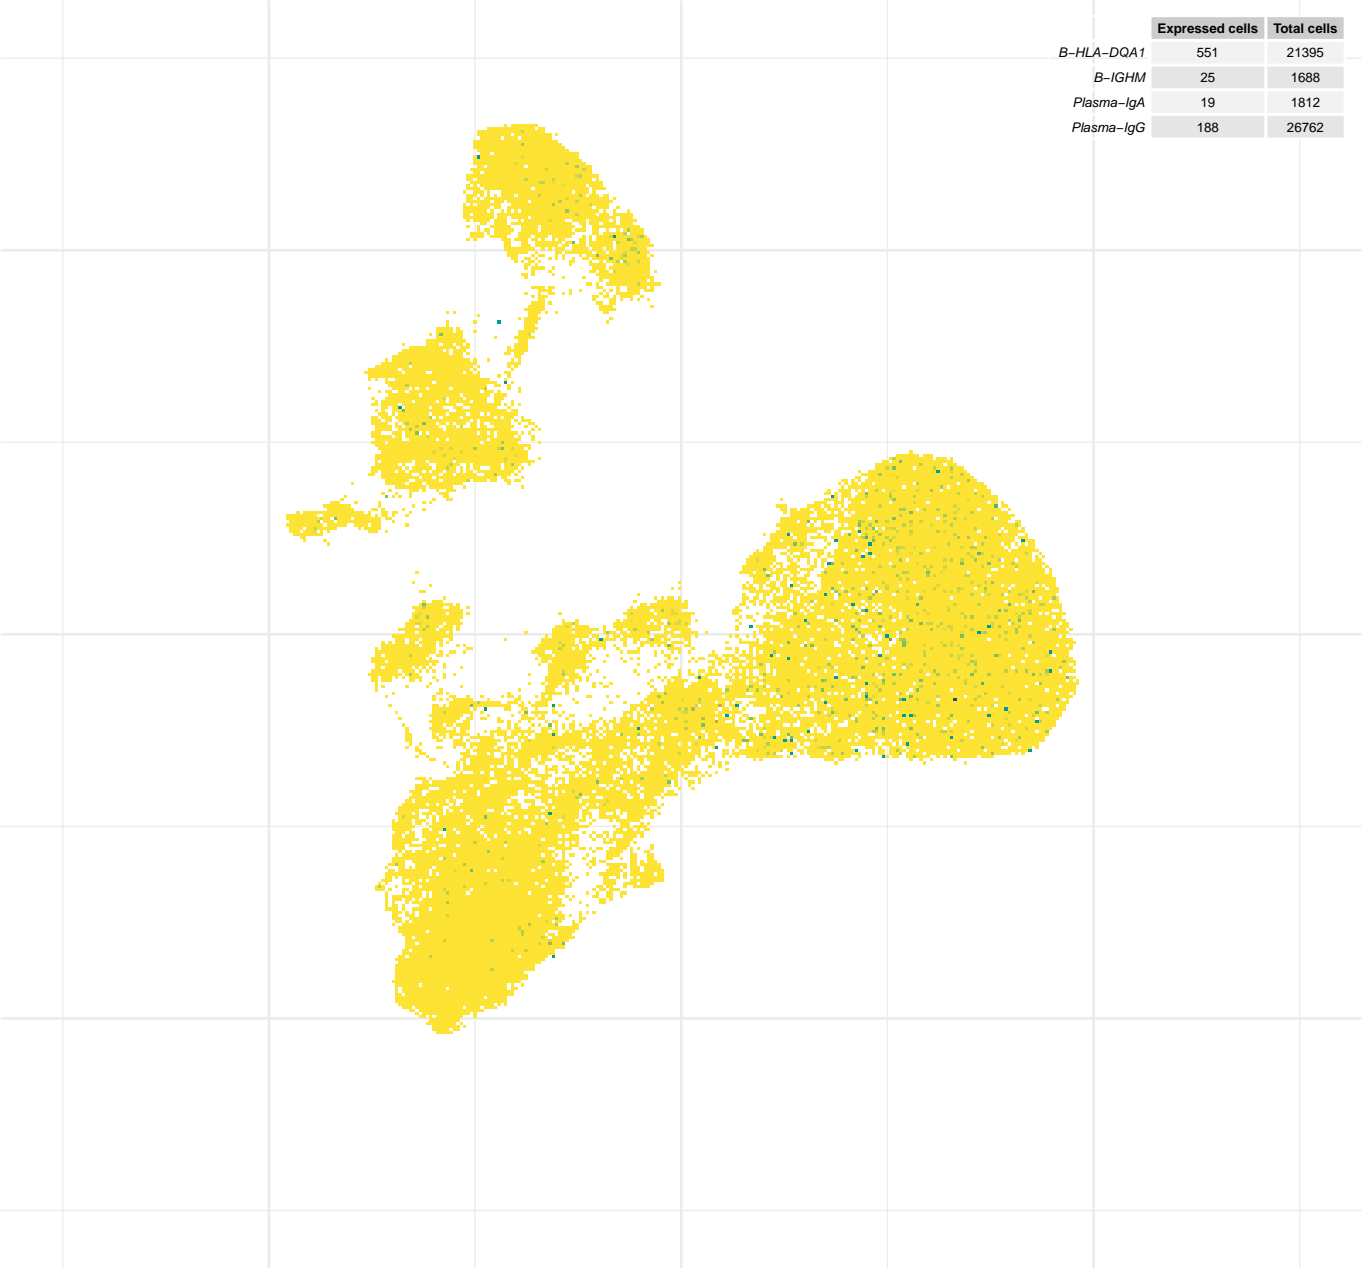 Expressed cells Total cells
B−HLA−DQA1 551 21395
B−IGHM 25 1688
Plasma−IgA 19 1812
Plasma−IgG 188 26762